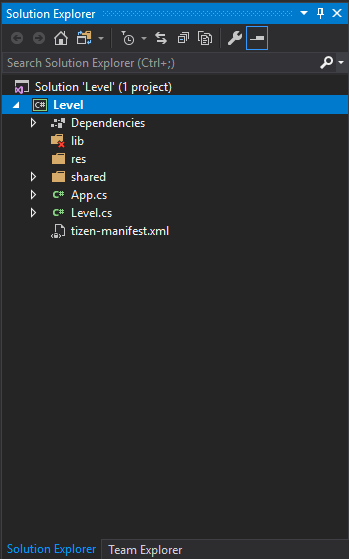 Solution Explorer
Search Solution Explorer (Ctrl+;)
Solution 'Level' (1 project)
C# Level
Dependencies
lib
res
shared
C# App.cs
C# Level.cs
tizen-manifest.xml
Solution Explorer Team Explorer